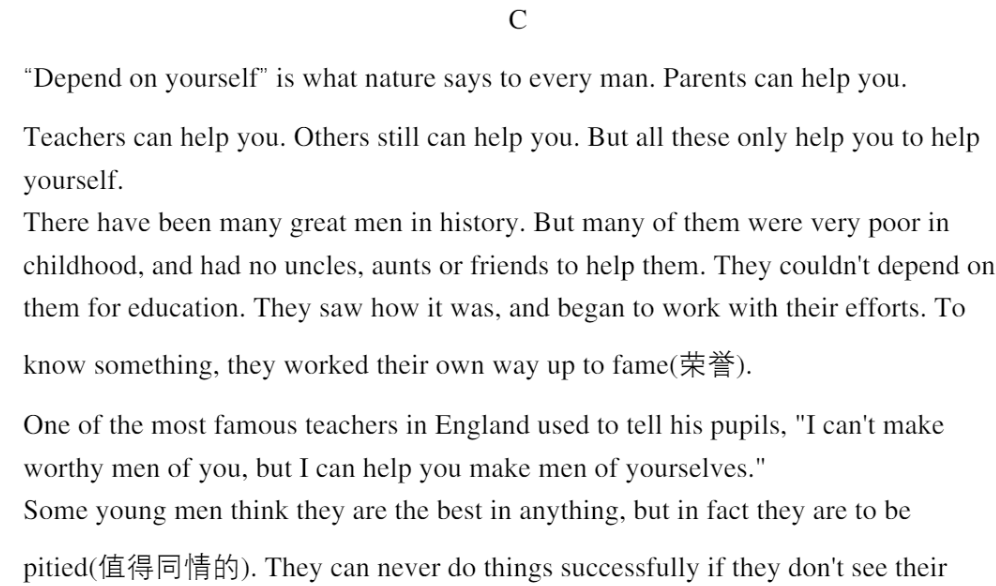 C
“Depend on yourself” is what nature says to every man. Parents can help you.
Teachers can help you. Others still can help you. But all these only help you to help
yourself.
There have been many great men in history. But many of them were very poor in
childhood, and had no uncles, aunts or friends to help them. They couldn't depend on
them for education. They saw how it was, and began to work with their efforts. To
know something, they worked their own way up to fame(荣誉).
One of the most famous teachers in England used to tell his pupils, "I can't make
worthy men of you, but I can help you make men of yourselves."
Some young men think they are the best in anything, but in fact they are to be
pitied(值得同情的). They can never do things successfully if they don't see their